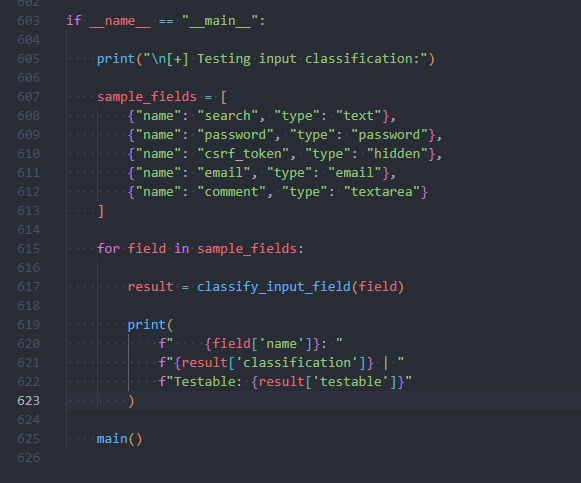 602
603 if __name__ == "__main__":
604
605     print("\n[+] Testing input classification:")
606
607     sample_fields = [
608         {"name": "search", "type": "text"},
609         {"name": "password", "type": "password"},
610         {"name": "csrf_token", "type": "hidden"},
611         {"name": "email", "type": "email"},
612         {"name": "comment", "type": "textarea"}
613     ]
614
615     for field in sample_fields:
616
617         result = classify_input_field(field)
618
619         print(
620             f"    {field['name']}: "
621             f"{result['classification']} | "
622             f"Testable: {result['testable']}"
623         )
624
625     main()
626